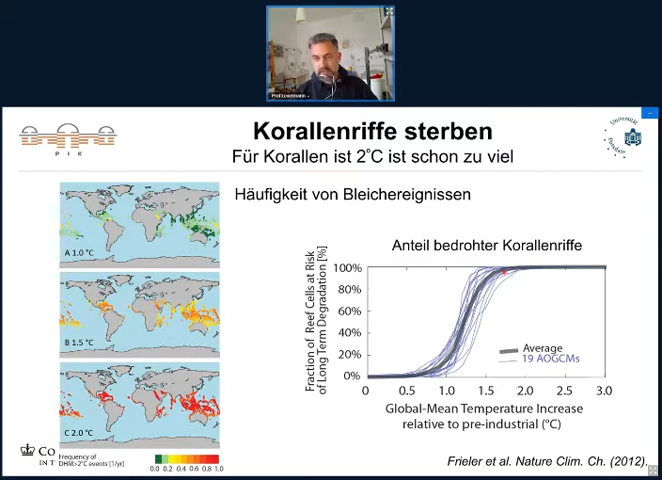 Prof Levermann
Korallenriffe sterben
Für Korallen ist 2°C ist schon zu viel
P I K
Universität
Potsdam
Häufigkeit von Bleichereignissen
A 1.0 °C
B 1.5 °C
C 2.0 °C
Co
IN T
Frequency of
DHM>2°C events [1/yr]
0.0 0.2 0.4 0.6 0.8 1.0
Anteil bedrohter Korallenriffe
Fraction of Reef Cells at Risk
of Long Term Degradation [%]
100%
80%
60%
40%
20%
0%
Average
19 AOGCMs
0 0.5 1.0 1.5 2.0 2.5 3.0
Global-Mean Temperature Increase
relative to pre-industrial (°C)
Frieler et al. Nature Clim. Ch. (2012).